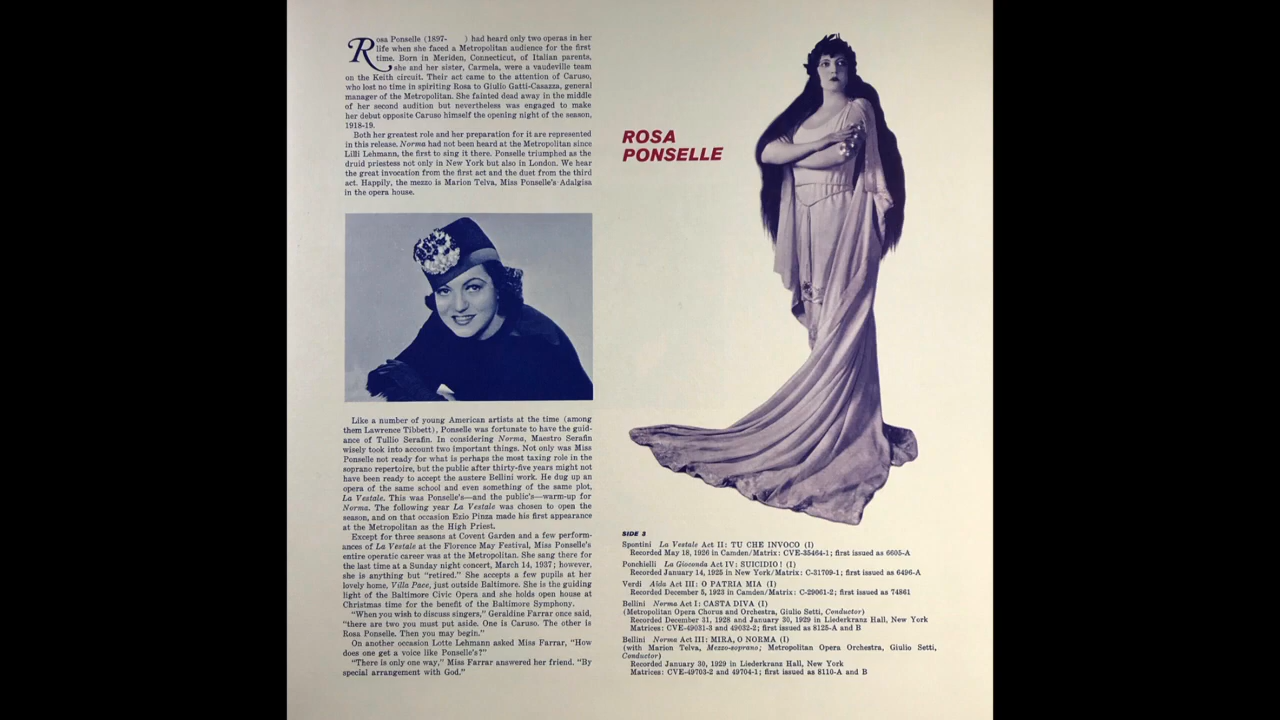 Rosa Ponselle (1897-    ) had heard only two operas in her
life when she faced a Metropolitan audience for the first
time. Born in Meriden, Connecticut, of Italian parents,
she and her sister, Carmela, were a vaudeville team
on the Keith circuit. Their act came to the attention of Caruso,
who lost no time in spiriting Rosa to Giulio Gatti-Casazza, general
manager of the Metropolitan. She fainted dead away in the middle
of her second audition but nevertheless was engaged to make
her debut opposite Caruso himself the opening night of the season,
1918-19.
Both her greatest role and her preparation for it are represented
in this release. Norma had not been heard at the Metropolitan since
Lilli Lehmann, the first to sing it there. Ponselle triumphed as the
druid priestess not only in New York but also in London. We hear
the great invocation from the first act and the duet from the third
act. Happily, the mezzo is Marion Telva, Miss Ponselle's Adalgisa
in the opera house.
Like a number of young American artists at the time (among
them Lawrence Tibbett), Ponselle was fortunate to have the guid-
ance of Tullio Serafin. In considering Norma, Maestro Serafin
wisely took into account two important things. Not only was Miss
Ponselle not ready for what is perhaps the most taxing role in the
soprano repertoire, but the public after thirty-five years might not
have been ready to accept the austere Bellini work. He dug up an
opera of the same school and even something of the same plot,
La Vestale. This was Ponselle's—and the public's—warm-up for
Norma. The following year La Vestale was chosen to open the
season, and on that occasion Ezio Pinza made his first appearance
at the Metropolitan as the High Priest.
Except for three seasons at Covent Garden and a few perform-
ances of La Vestale at the Florence May Festival, Miss Ponselle's
entire operatic career was at the Metropolitan. She sang there for
the last time at a Sunday night concert, March 14, 1937; however,
she is anything but "retired." She accepts a few pupils at her
lovely home, Villa Pace, just outside Baltimore. She is the guiding
light of the Baltimore Civic Opera and she holds open house at
Christmas time for the benefit of the Baltimore Symphony.
"When you wish to discuss singers," Geraldine Farrar once said,
"there are two you must put aside. One is Caruso. The other is
Rosa Ponselle. Then you may begin."
On another occasion Lotte Lehmann asked Miss Farrar, "How
does one get a voice like Ponselle's?"
"There is only one way," Miss Farrar answered her friend. "By
special arrangement with God."
ROSA
PONSELLE
SIDE 3
Spontini La Vestale Act II: TU CHE INVOCO (I)
Recorded May 18, 1926 in Camden/Matrix: CVE-35464-1; first issued as 6605-A
Ponchielli La Gioconda Act IV: SUICIDIO! (I)
Recorded January 14, 1925 in New York/Matrix: C-31709-1; first issued as 6496-A
Verdi Aïda Act III: O PATRIA MIA (I)
Recorded December 5, 1923 in Camden/Matrix: C-29061-2; first issued as 74861
Bellini Norma Act I: CASTA DIVA (I)
(Metropolitan Opera Chorus and Orchestra, Giulio Setti, Conductor)
Recorded December 31, 1928 and January 30, 1929 in Liederkranz Hall, New York
Matrices: CVE-49031-3 and 49032-2; first issued as 8125-A and B
Bellini Norma Act III: MIRA, O NORMA (I)
(with Marion Telva, Mezzo-soprano; Metropolitan Opera Orchestra, Giulio Setti,
Conductor)
Recorded January 30, 1929 in Liederkranz Hall, New York
Matrices: CVE-49703-2 and 49704-1; first issued as 8110-A and B